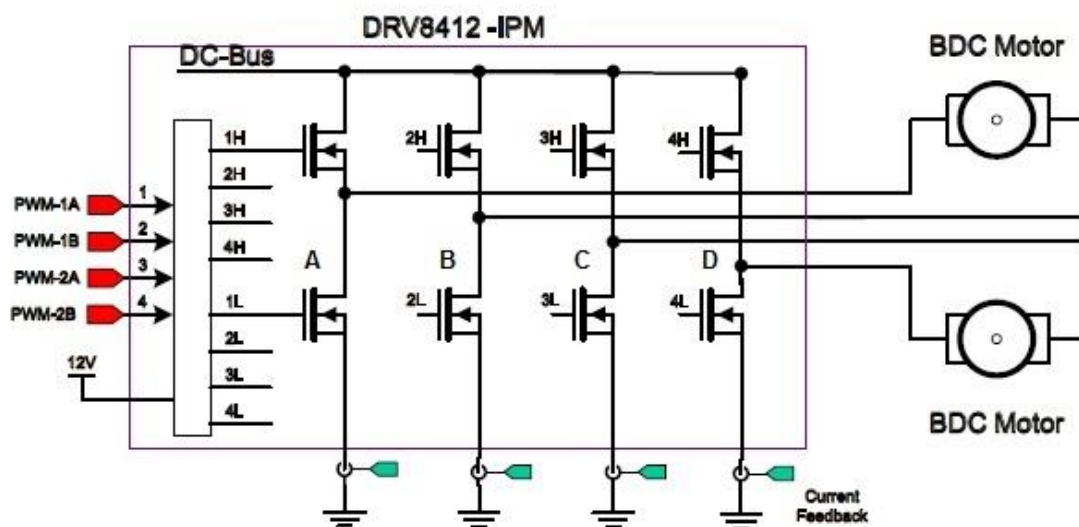 DRV8412 -IPM
DC-Bus
BDC Motor
1H
2H
3H
4H
2H
3H
4H
PWM-1A
1
PWM-1B
2
PWM-2A
3
PWM-2B
4
A
B
C
D
1L
2L
3L
4L
2L
3L
4L
12V
BDC Motor
Current
Feedback